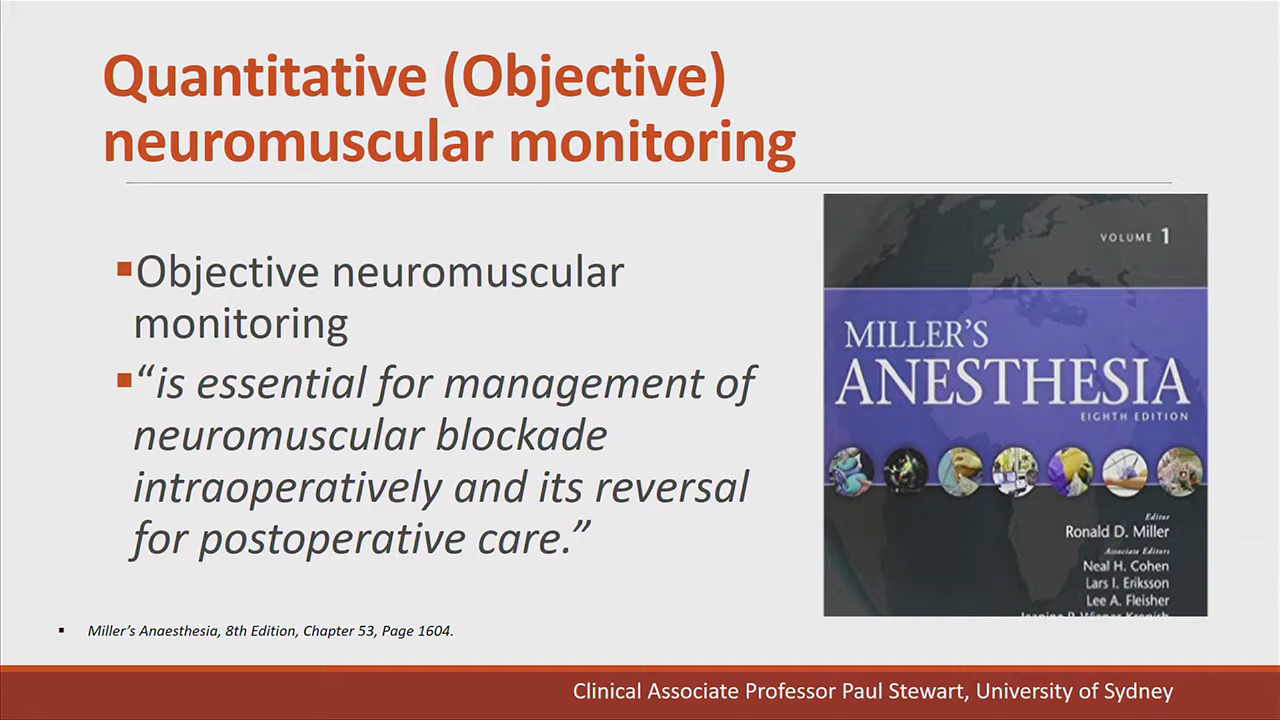 Quantitative (Objective)
neuromuscular monitoring
▪Objective neuromuscular
monitoring
▪“is essential for management of
neuromuscular blockade
intraoperatively and its reversal
for postoperative care.”
VOLUME 1
MILLER'S
ANESTHESIA
EIGHTH EDITION
Editor
Ronald D. Miller
Associate Editors
Neal H. Cohen
Lars I. Eriksson
Lee A. Fleisher
▪ Miller’s Anaesthesia, 8th Edition, Chapter 53, Page 1604.
Clinical Associate Professor Paul Stewart, University of Sydney